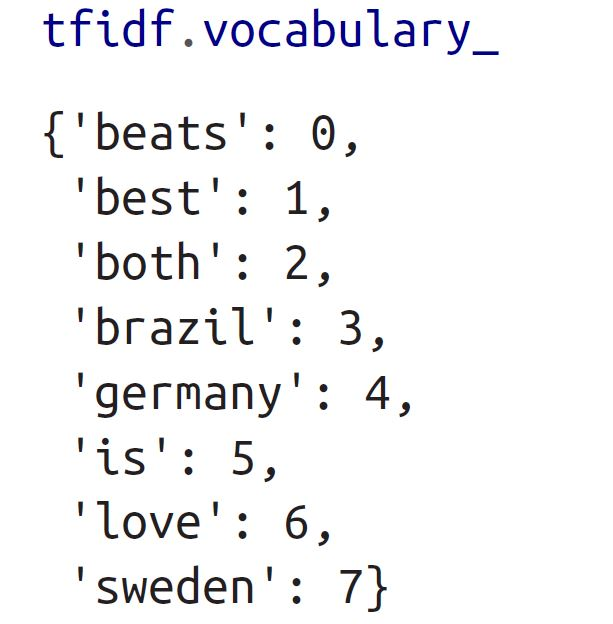 tfidf.vocabulary_
{'beats': 0,
'best': 1,
'both': 2,
'brazil': 3,
'germany': 4,
'is': 5,
'love': 6,
'sweden': 7}